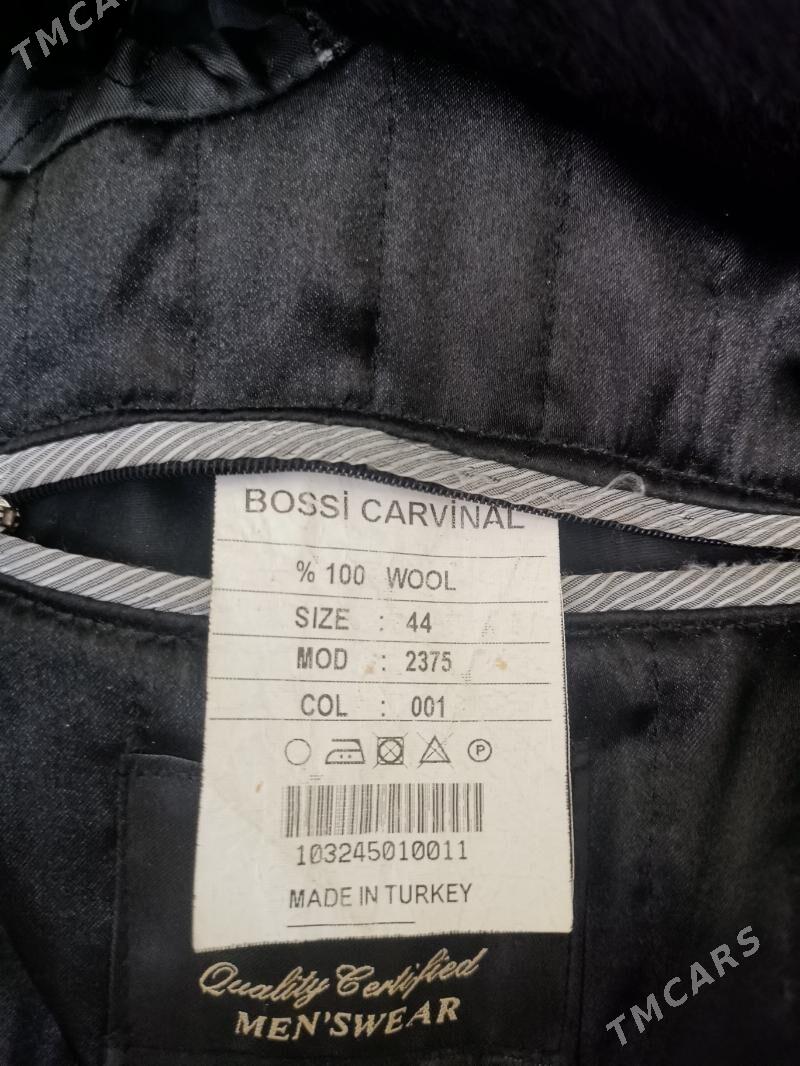 TMCARS
BOSSİ CARVİNAL
% 100 WOOL
SIZE : 44
MOD : 2375
COL : 001
P
103245010011
MADE IN TURKEY
Quality Certified
MEN'SWEAR
TMCARS